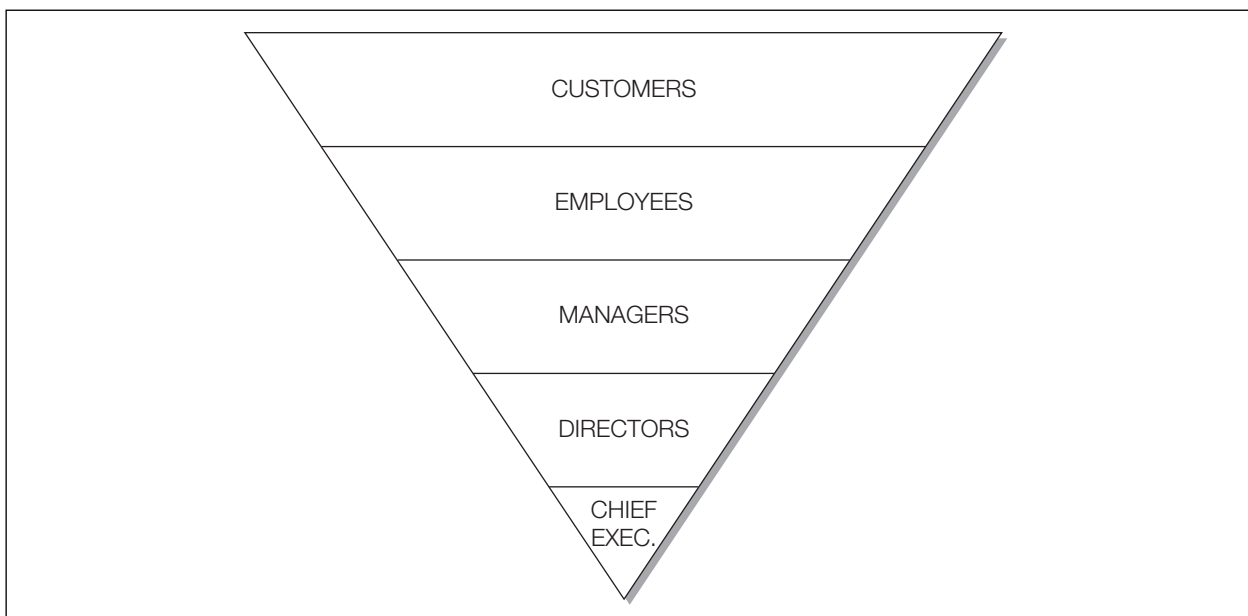 CUSTOMERS
EMPLOYEES
MANAGERS
DIRECTORS
CHIEF
EXEC.